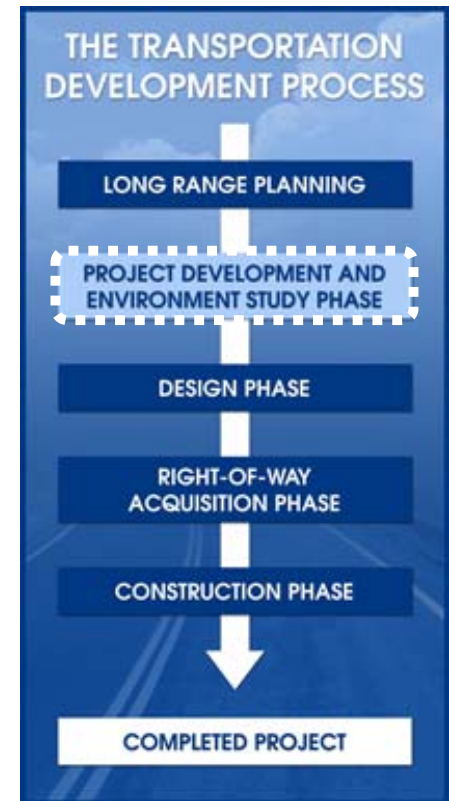 THE TRANSPORTATION
DEVELOPMENT PROCESS
LONG RANGE PLANNING
PROJECT DEVELOPMENT AND
ENVIRONMENT STUDY PHASE
DESIGN PHASE
RIGHT-OF-WAY
ACQUISITION PHASE
CONSTRUCTION PHASE
COMPLETED PROJECT